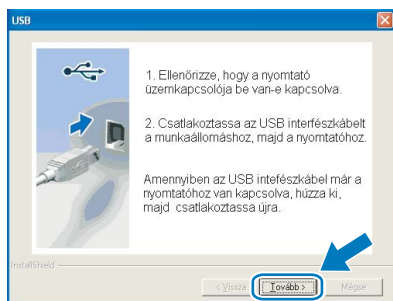 USB
1. Ellenőrizze, hogy a nyomtató
üzemkapcsolója be van-e kapcsolva.
2. Csatlakoztassa az USB interfészkábelt
a munkaállomáshoz, majd a nyomtatóhoz.
Amennyiben az USB intefészkábel már a
nyomtatóhoz van kapcsolva, húzza ki,
majd csatlakoztassa újra.
InstallShield
< Vissza Tovább > Mégse